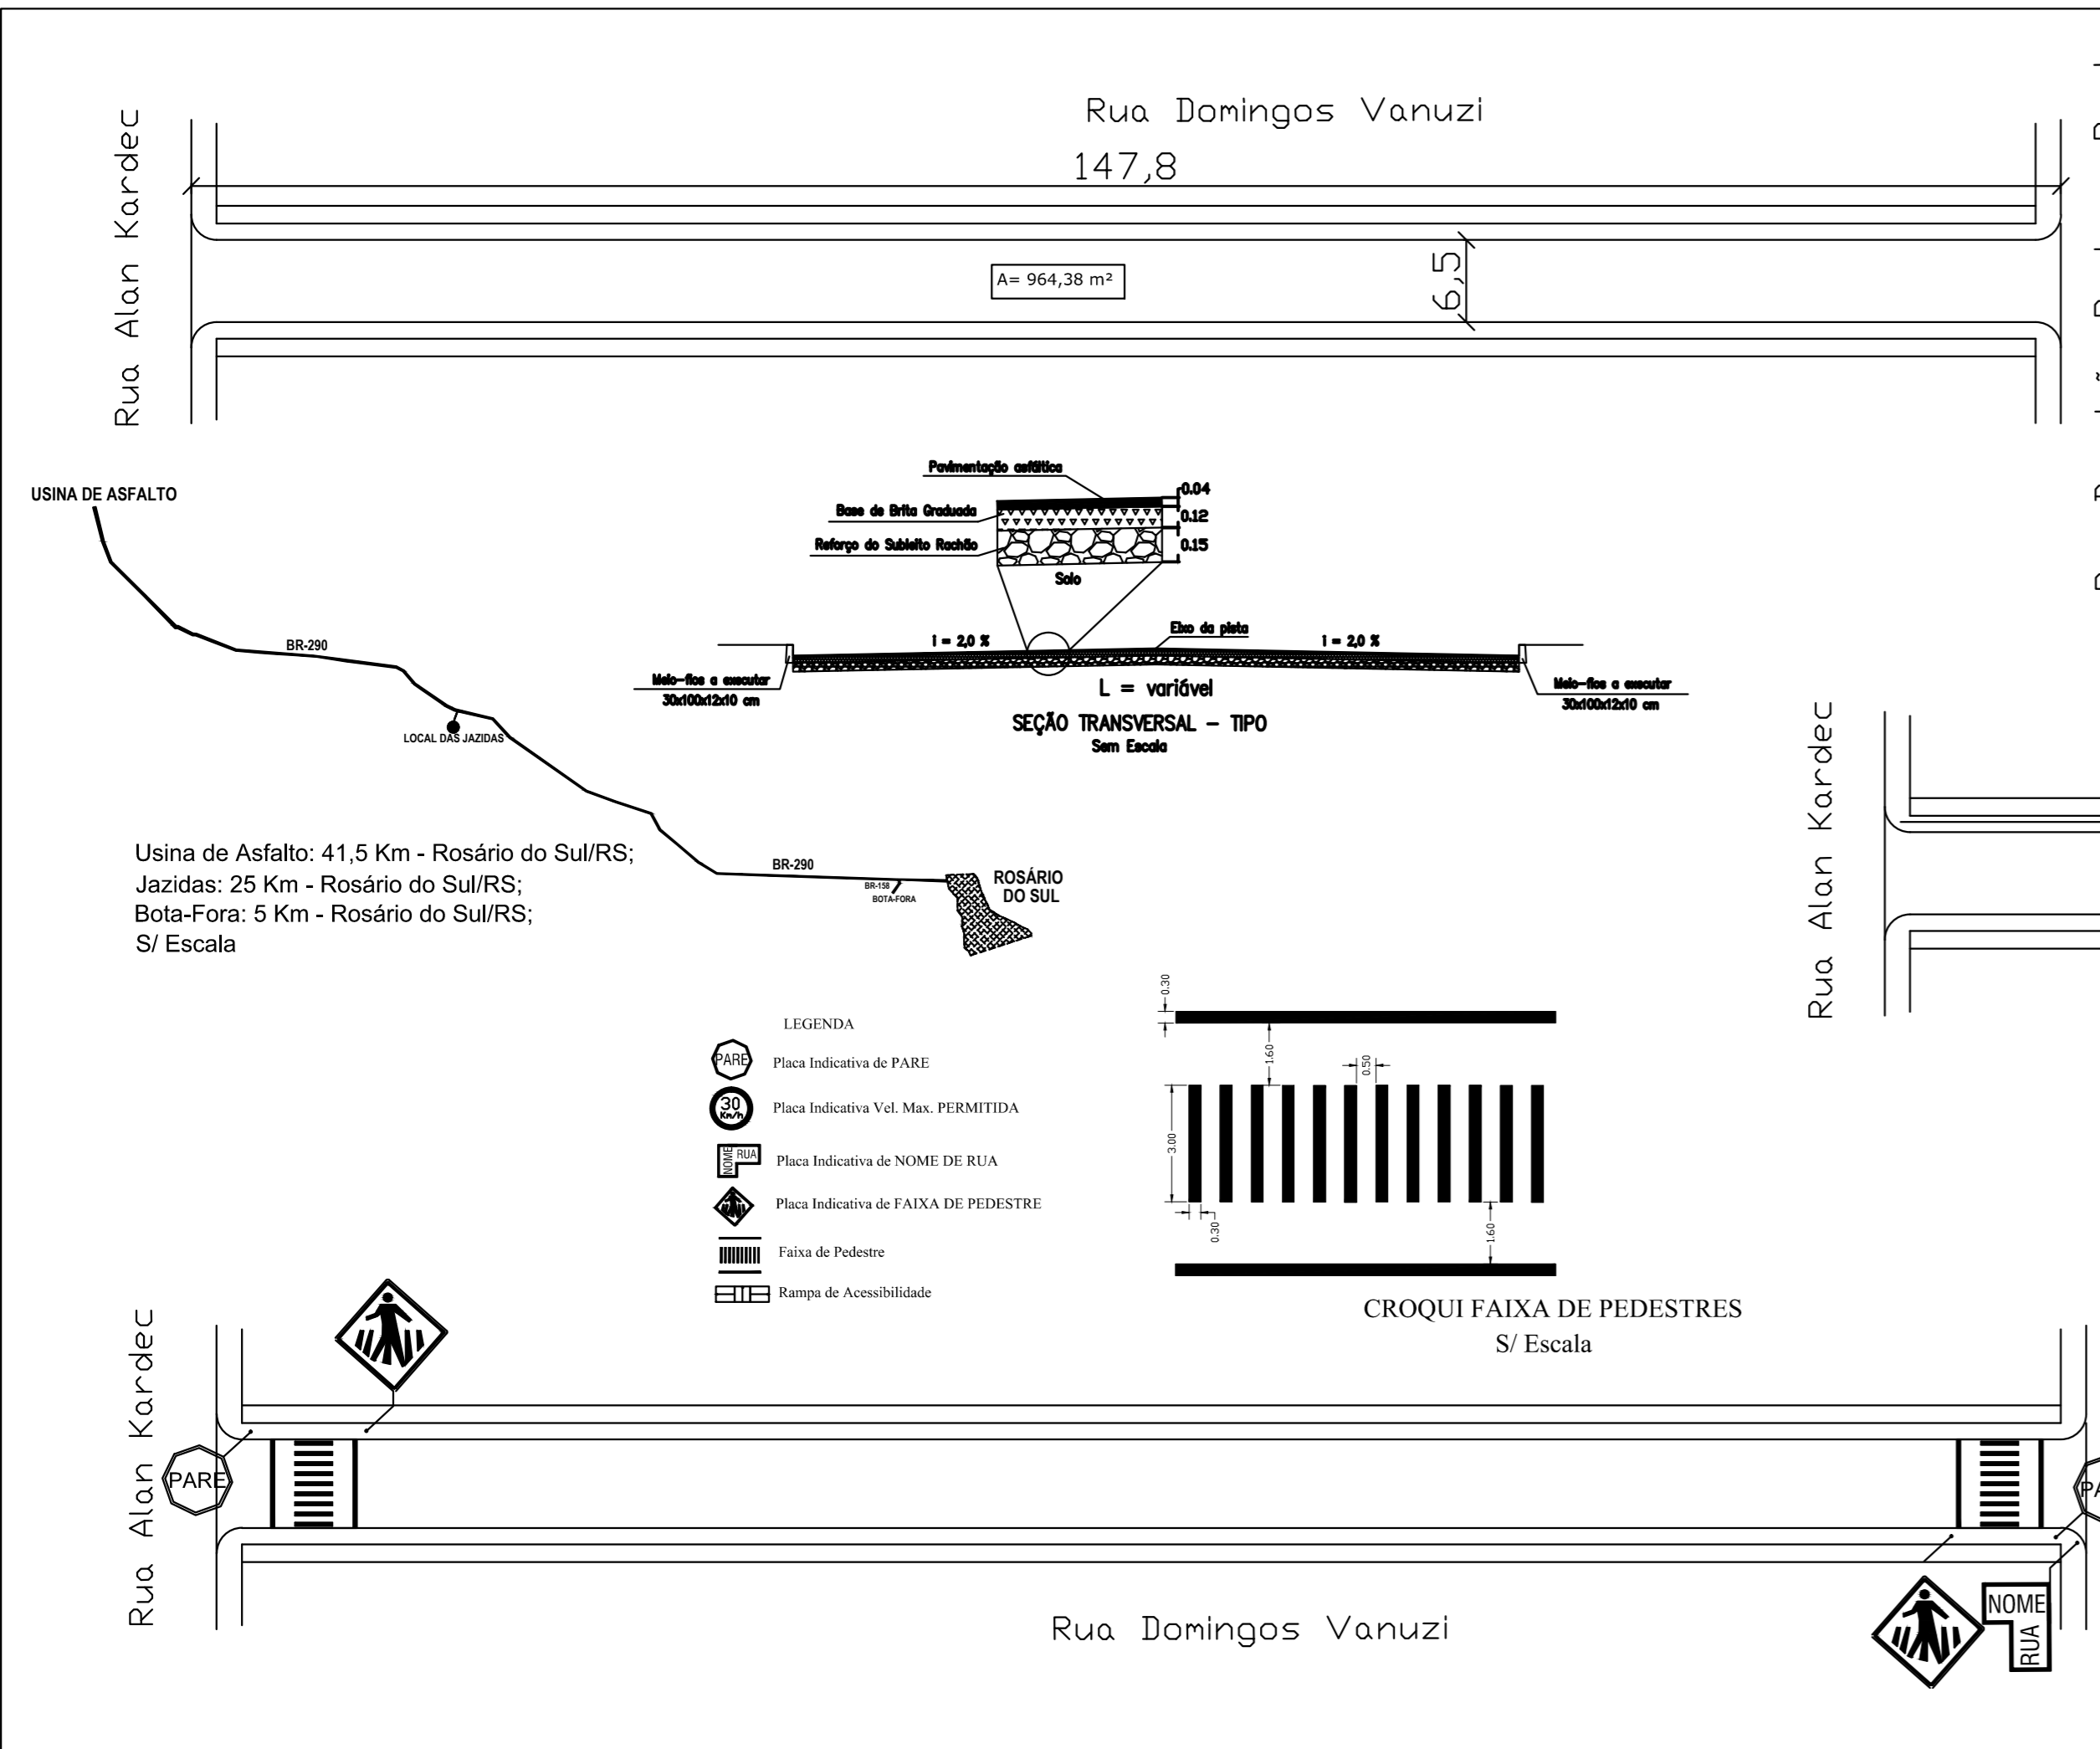 Rua Domingos Vanuzi
147,8
Rua Alan Kardec
A= 964,38 m²
6,5
USINA DE ASFALTO
BR-290
LOCAL DAS JAZIDAS
BR-290
BR-158
BOTA-FORA
ROSÁRIO
DO SUL
Usina de Asfalto: 41,5 Km - Rosário do Sul/RS;
Jazidas: 25 Km - Rosário do Sul/RS;
Bota-Fora: 5 Km - Rosário do Sul/RS;
S/ Escala
Pavimentação asfáltica
Base de Brita Graduada
Reforço do Subleito Rachão
0.04
0.12
0.15
Solo
i = 2,0 %
Eixo da pista
i = 2,0 %
Meio-fios a executar
30x100x12x10 cm
L = variável
Meio-fios a executar
30x100x12x10 cm
SEÇÃO TRANSVERSAL - TIPO
Sem Escala
Rua Alan Kardec
LEGENDA
PARE
Placa Indicativa de PARE
30
Km/h
Placa Indicativa Vel. Max. PERMITIDA
NOME
RUA
Placa Indicativa de NOME DE RUA
Placa Indicativa de FAIXA DE PEDESTRE
Faixa de Pedestre
Rampa de Acessibilidade
0.30
1.60
0.50
3.00
0.30
1.60
CROQUI FAIXA DE PEDESTRES
S/ Escala
Rua Alan Kardec
PARE
NOME
RUA
Rua Domingos Vanuzi